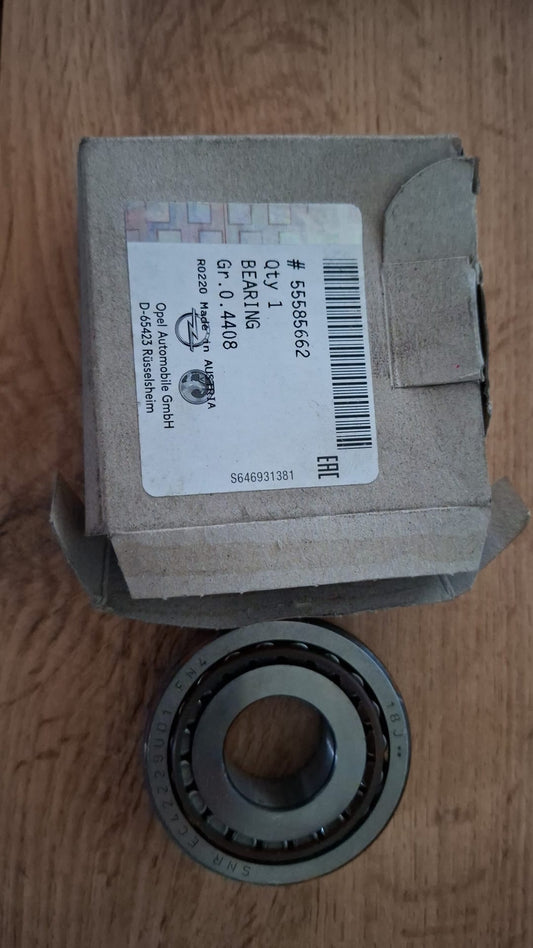 # 55585662
Qty 1
BEARING
Gr.0.4408
R0220 Made in AUSTRIA
Opel Automobile GmbH
D-65423 Rüsselsheim
EAC
S646931381
SNR EC42229S001 FN4
18J